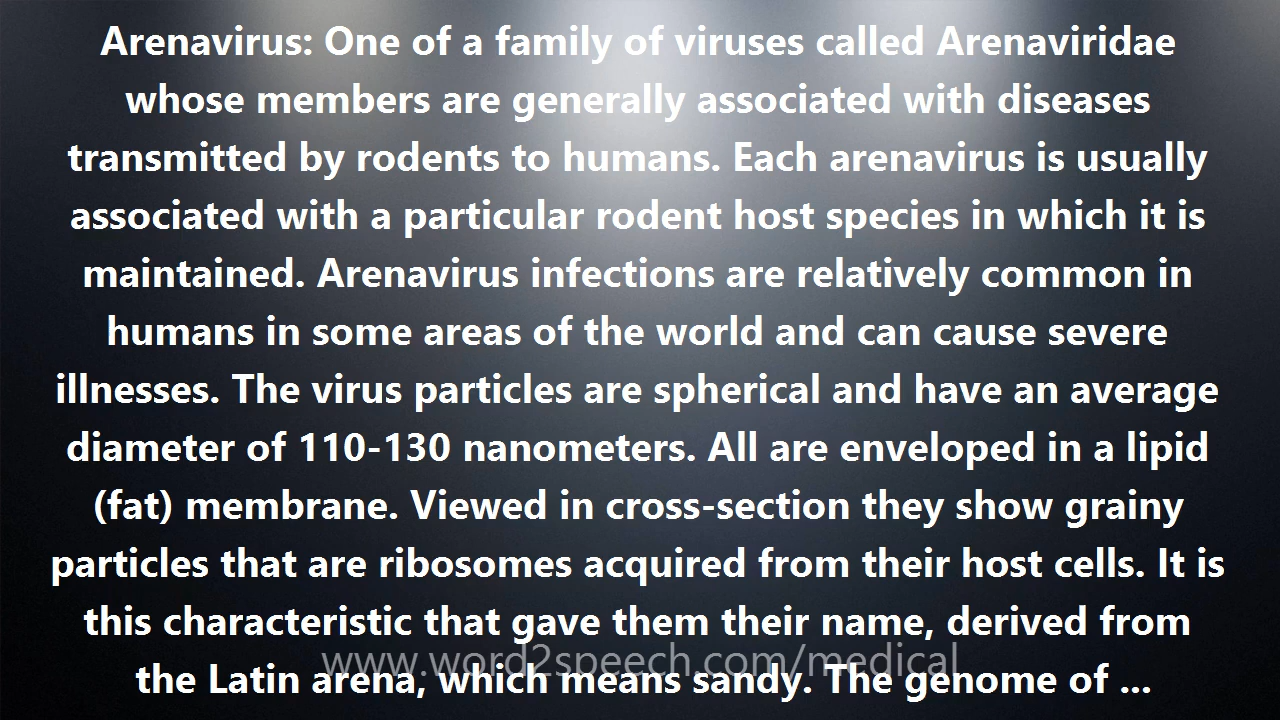 Arenavirus: One of a family of viruses called Arenaviridae
whose members are generally associated with diseases
transmitted by rodents to humans. Each arenavirus is usually
associated with a particular rodent host species in which it is
maintained. Arenavirus infections are relatively common in
humans in some areas of the world and can cause severe
illnesses. The virus particles are spherical and have an average
diameter of 110-130 nanometers. All are enveloped in a lipid
(fat) membrane. Viewed in cross-section they show grainy
particles that are ribosomes acquired from their host cells. It is
this characteristic that gave them their name, derived from
www.word2speech.com/medical
the Latin arena, which means sandy. The genome of ...